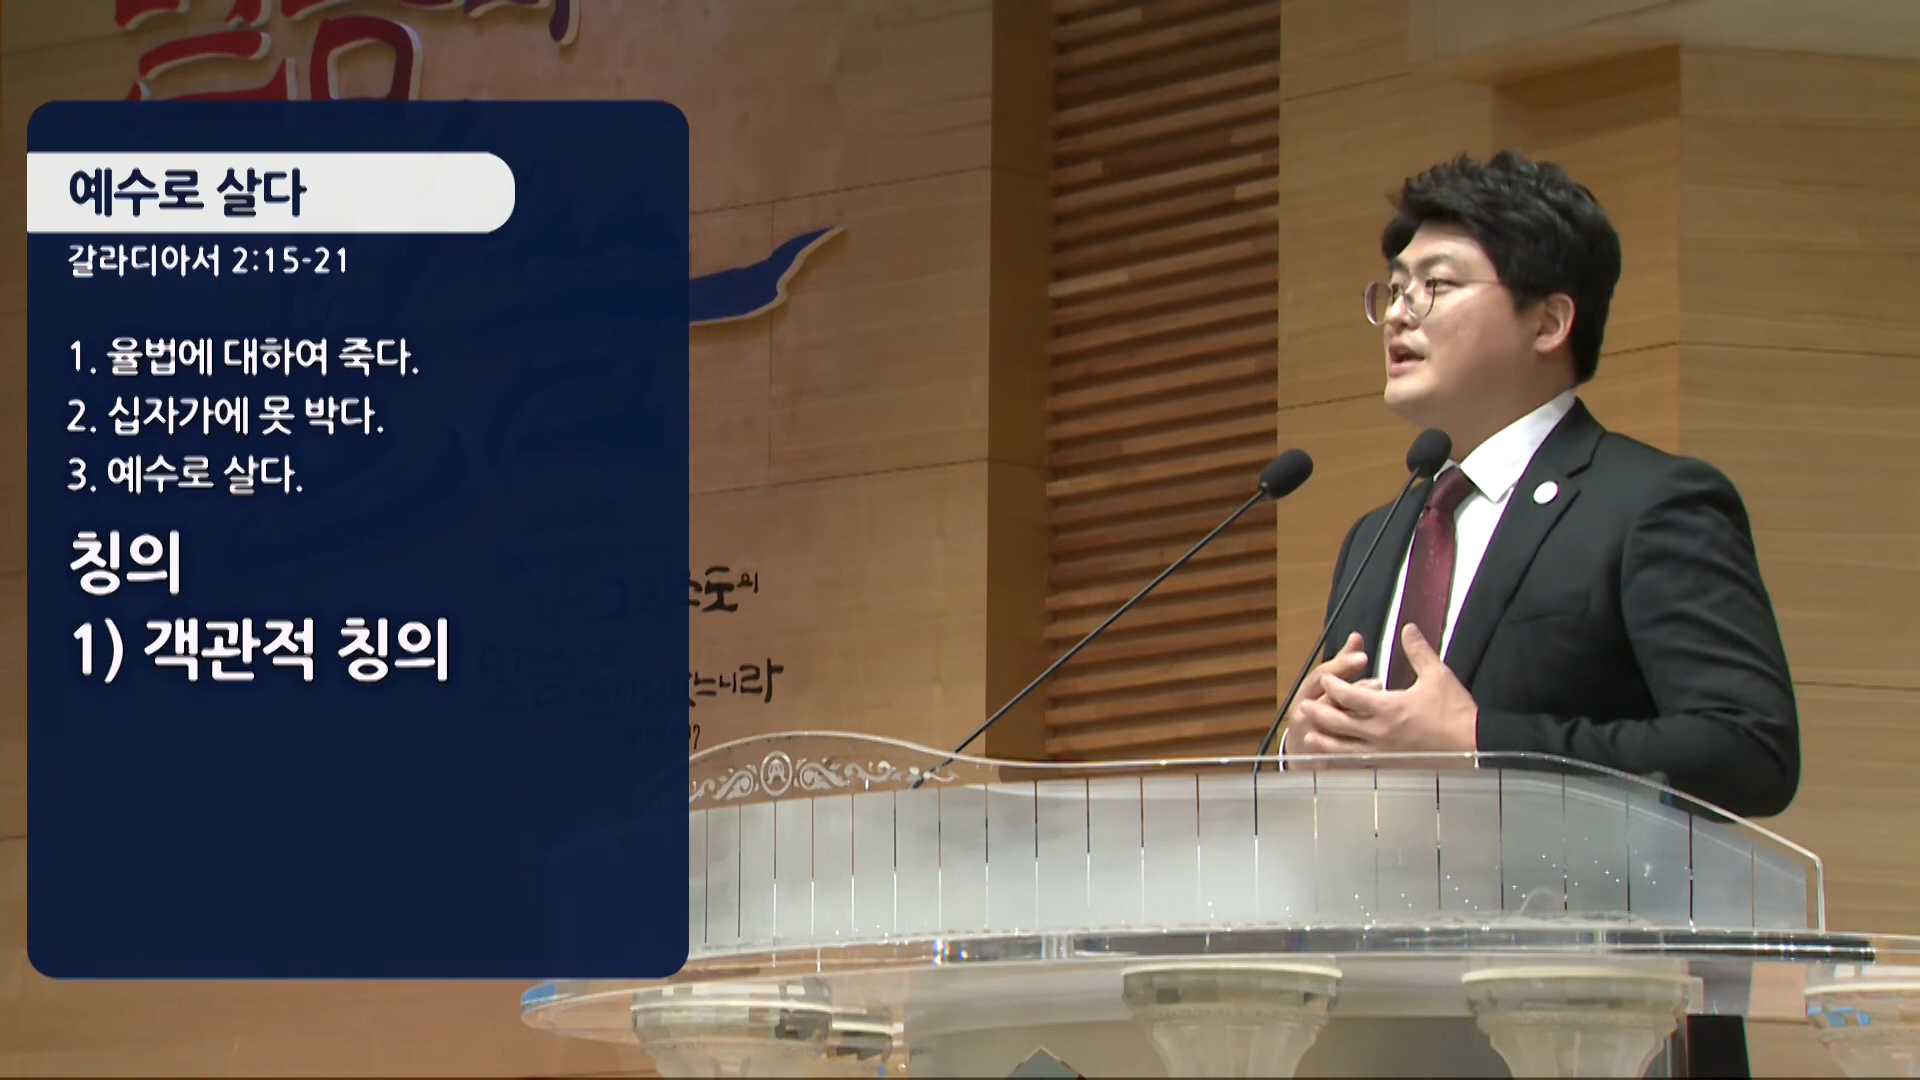 예수로 살다
갈라디아서 2:15-21
1. 율법에 대하여 죽다.
2. 십자가에 못 박다.
3. 예수로 살다.
칭의
1) 객관적 칭의